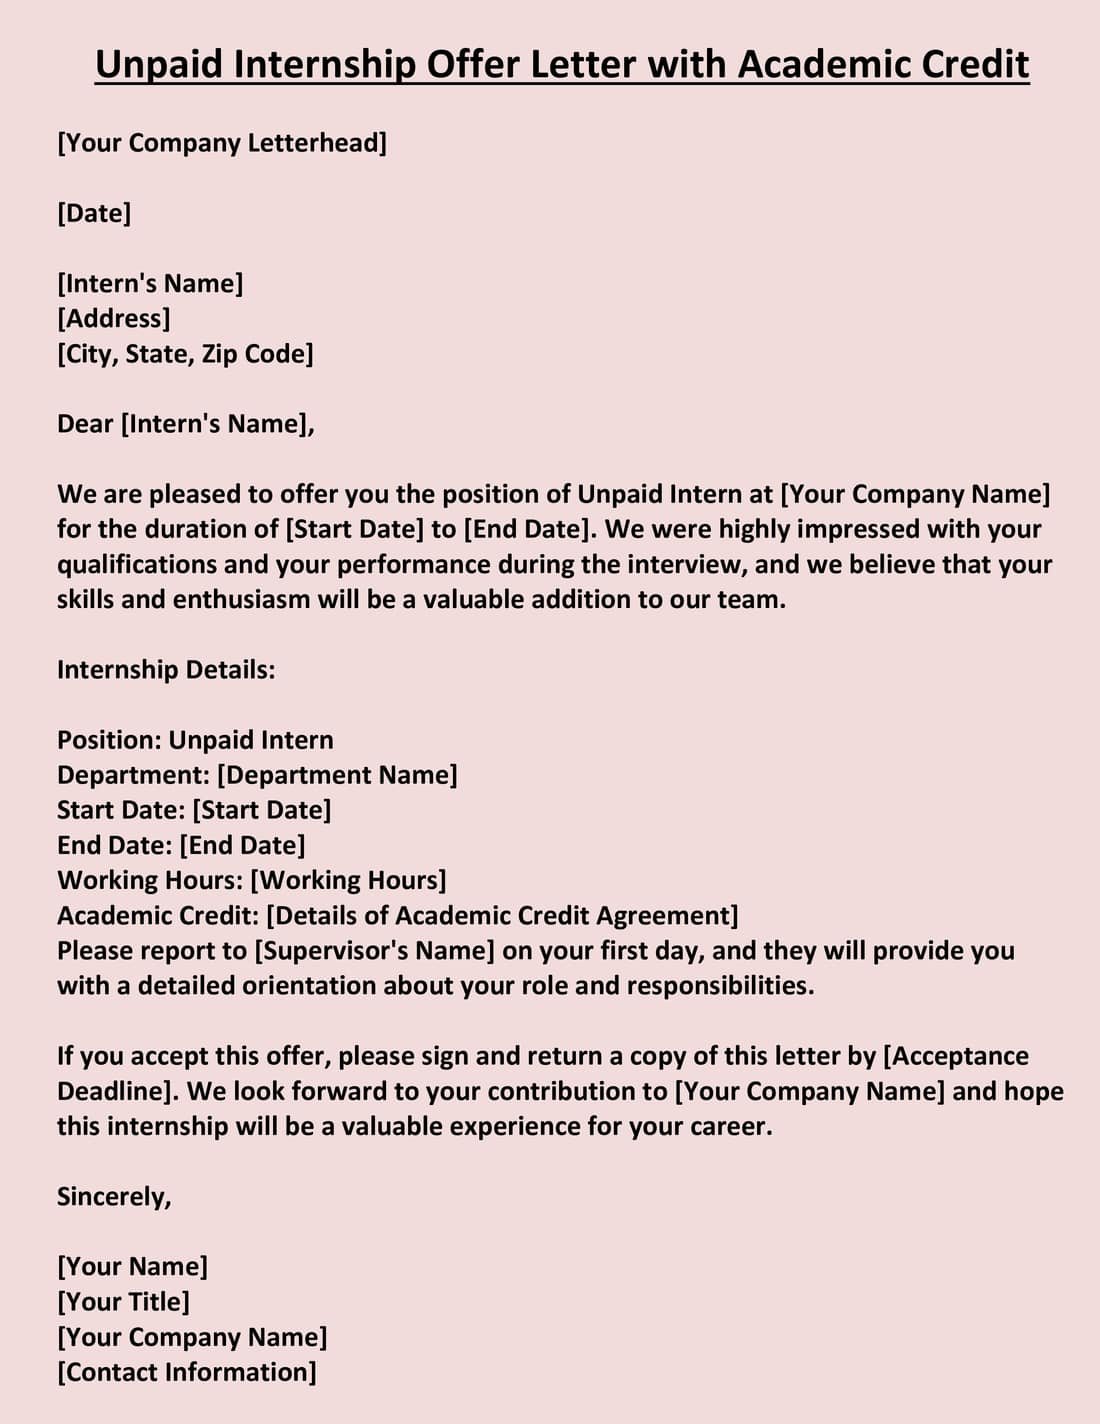 Unpaid Internship Offer Letter with Academic Credit
[Your Company Letterhead]
[Date]
[Intern's Name]
[Address]
[City, State, Zip Code]
Dear [Intern's Name],
We are pleased to offer you the position of Unpaid Intern at [Your Company Name]
for the duration of [Start Date] to [End Date]. We were highly impressed with your
qualifications and your performance during the interview, and we believe that your
skills and enthusiasm will be a valuable addition to our team.
Internship Details:
Position: Unpaid Intern
Department: [Department Name]
Start Date: [Start Date]
End Date: [End Date]
Working Hours: [Working Hours]
Academic Credit: [Details of Academic Credit Agreement]
Please report to [Supervisor's Name] on your first day, and they will provide you
with a detailed orientation about your role and responsibilities.
If you accept this offer, please sign and return a copy of this letter by [Acceptance
Deadline]. We look forward to your contribution to [Your Company Name] and hope
this internship will be a valuable experience for your career.
Sincerely,
[Your Name]
[Your Title]
[Your Company Name]
[Contact Information]